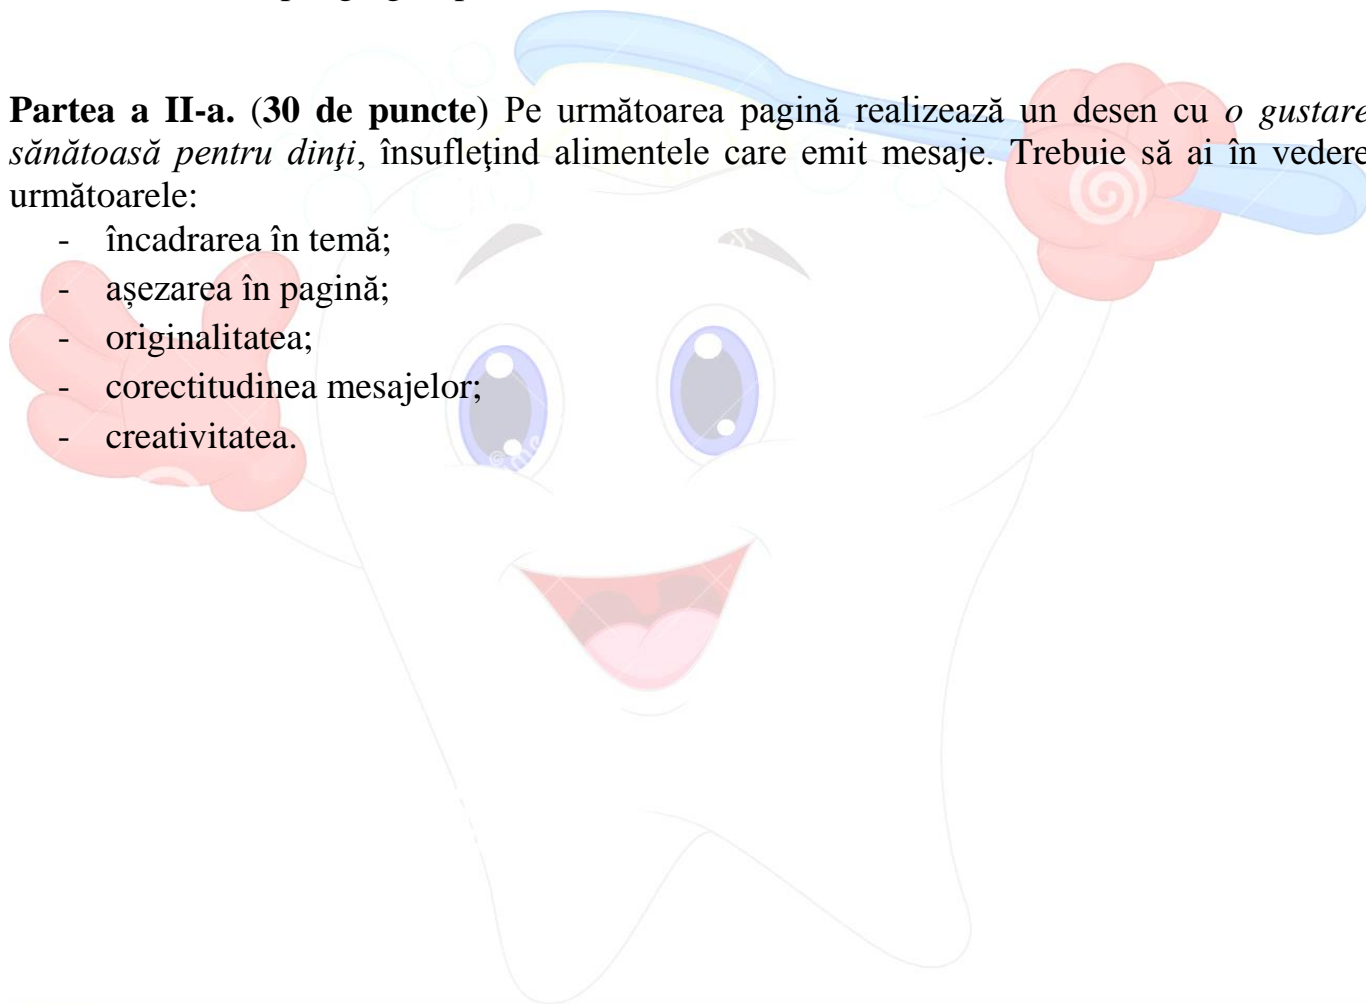 Partea a II-a. (30 de puncte) Pe următoarea pagină realizează un desen cu o gustare
sănătoasă pentru dinţi, însufleţind alimentele care emit mesaje. Trebuie să ai în vedere
următoarele:
- încadrarea în temă;
- așezarea în pagină;
- originalitatea;
- corectitudinea mesajelor;
- creativitatea.